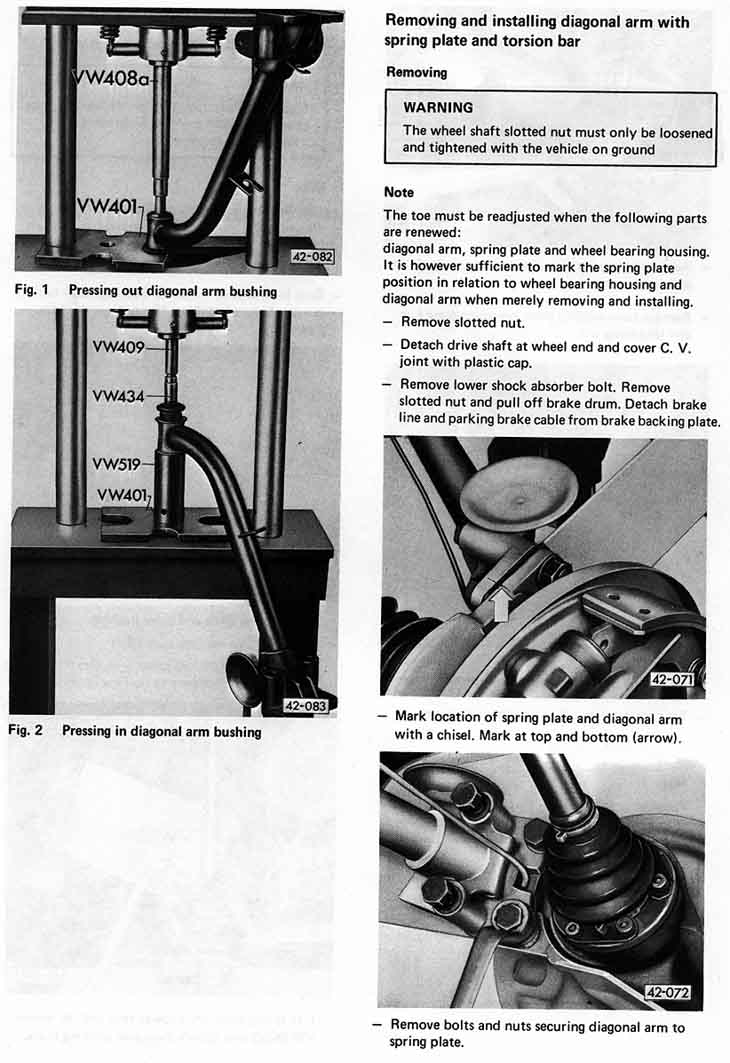 VW408a
VW401
42-082
Fig. 1 Pressing out diagonal arm bushing
VW409
VW434
VW519
VW401
42-083
Fig. 2 Pressing in diagonal arm bushing
Removing and installing diagonal arm with
spring plate and torsion bar
Removing
WARNING
The wheel shaft slotted nut must only be loosened
and tightened with the vehicle on ground
Note
The toe must be readjusted when the following parts
are renewed:
diagonal arm, spring plate and wheel bearing housing.
It is however sufficient to mark the spring plate
position in relation to wheel bearing housing and
diagonal arm when merely removing and installing.
— Remove slotted nut.
— Detach drive shaft at wheel end and cover C. V.
joint with plastic cap.
— Remove lower shock absorber bolt. Remove
slotted nut and pull off brake drum. Detach brake
line and parking brake cable from brake backing plate.
42-071
— Mark location of spring plate and diagonal arm
with a chisel. Mark at top and bottom (arrow).
42-072
— Remove bolts and nuts securing diagonal arm to
spring plate.